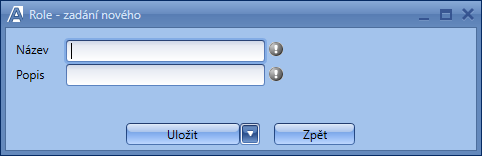 Role - zadání nového
Název
Popis
Uložit
Zpět